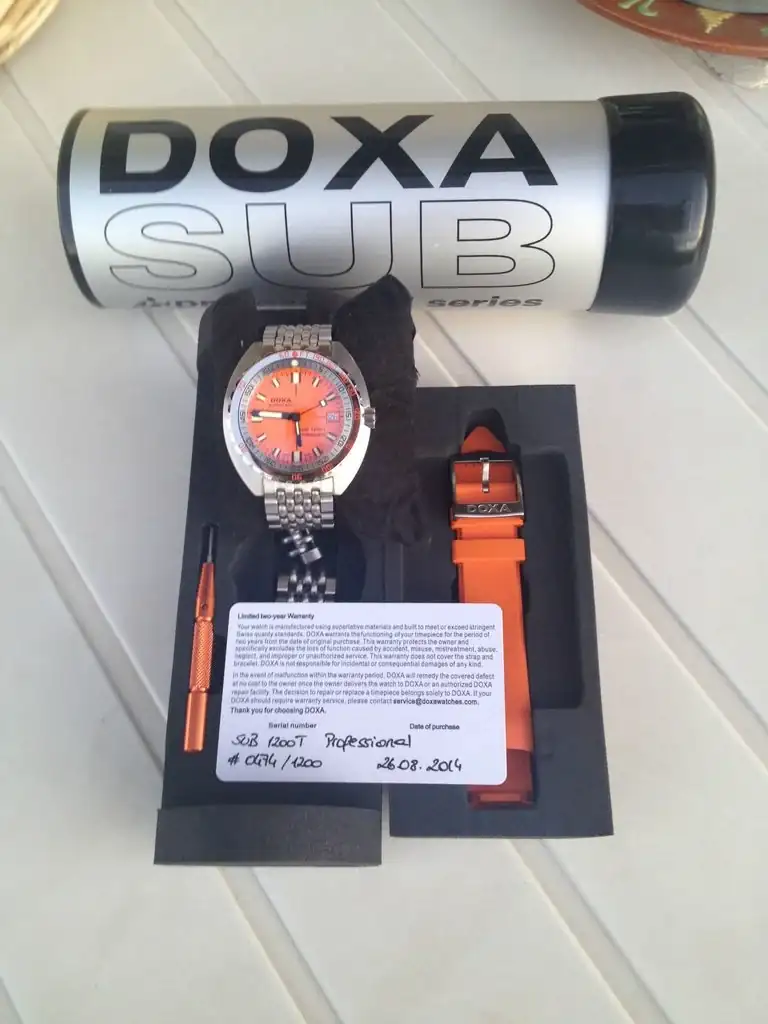 DOXA
SUB
series
DOXA
DOXA
Limited two-year Warranty
Your watch is manufactured using superlative materials and built to meet or exceed stringent
Swiss quality standards. DOXA warrants the functioning of your timepiece for the period of
two years from the date of original purchase. This warranty protects the owner and
specifically excludes the loss of function caused by accident, misuse, mistreatment, abuse,
neglect, and improper or unauthorized service. This warranty does not cover the strap and
bracelet. DOXA is not responsible for incidental or consequential damages of any kind.
In the event of malfunction within the warranty period, DOXA will remedy the covered defect
at no cost to the owner once the owner delivers the watch to DOXA or an authorized DOXA
repair facility. The decision to repair or replace a timepiece belongs solely to DOXA. If your
DOXA should require warranty service, please contact service@doxawatches.com.
Thank you for choosing DOXA.
Serial number Date of purchase
SUB 1200T Professional
# 0474/1200 26.08.2014